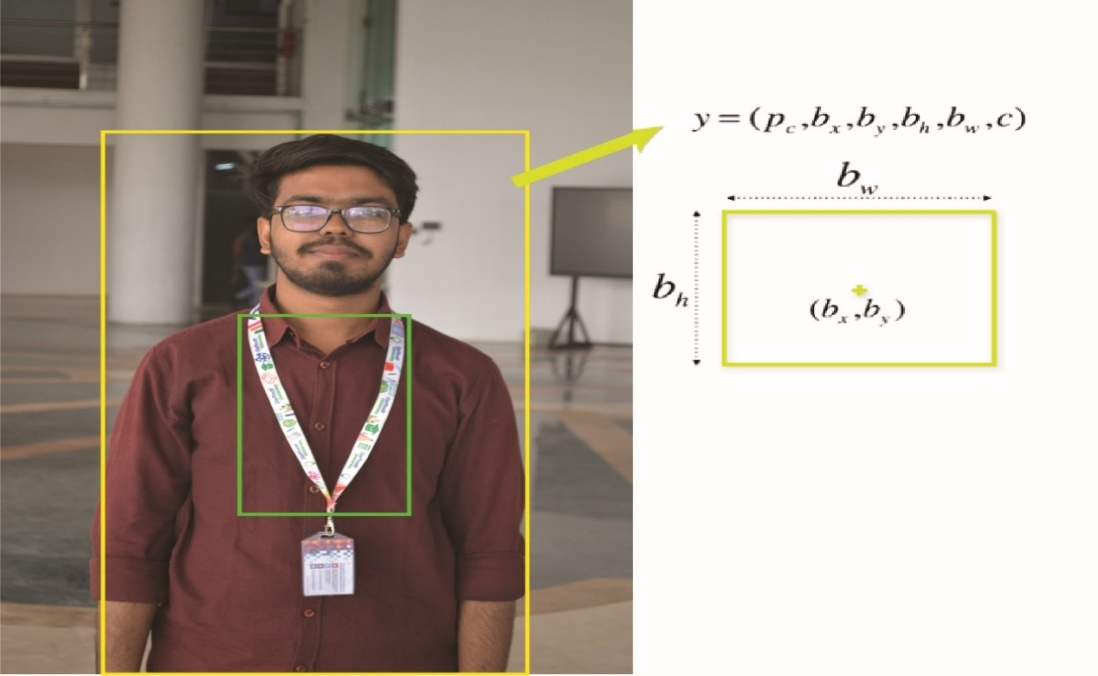 y = (p_c, b_x, b_y, b_h, b_w, c)
b_w
b_h
(b_x, b_y)